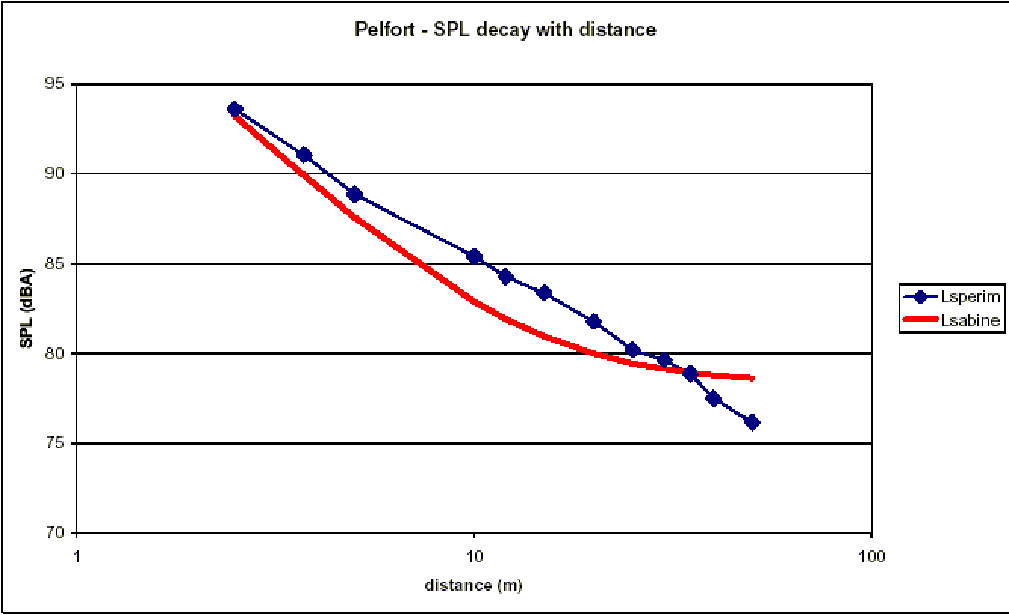 Pelfort - SPL decay with distance
95
90
85
80
75
70
SPL (dBA)
1
10
100
distance (m)
Lsperim
Lsabine